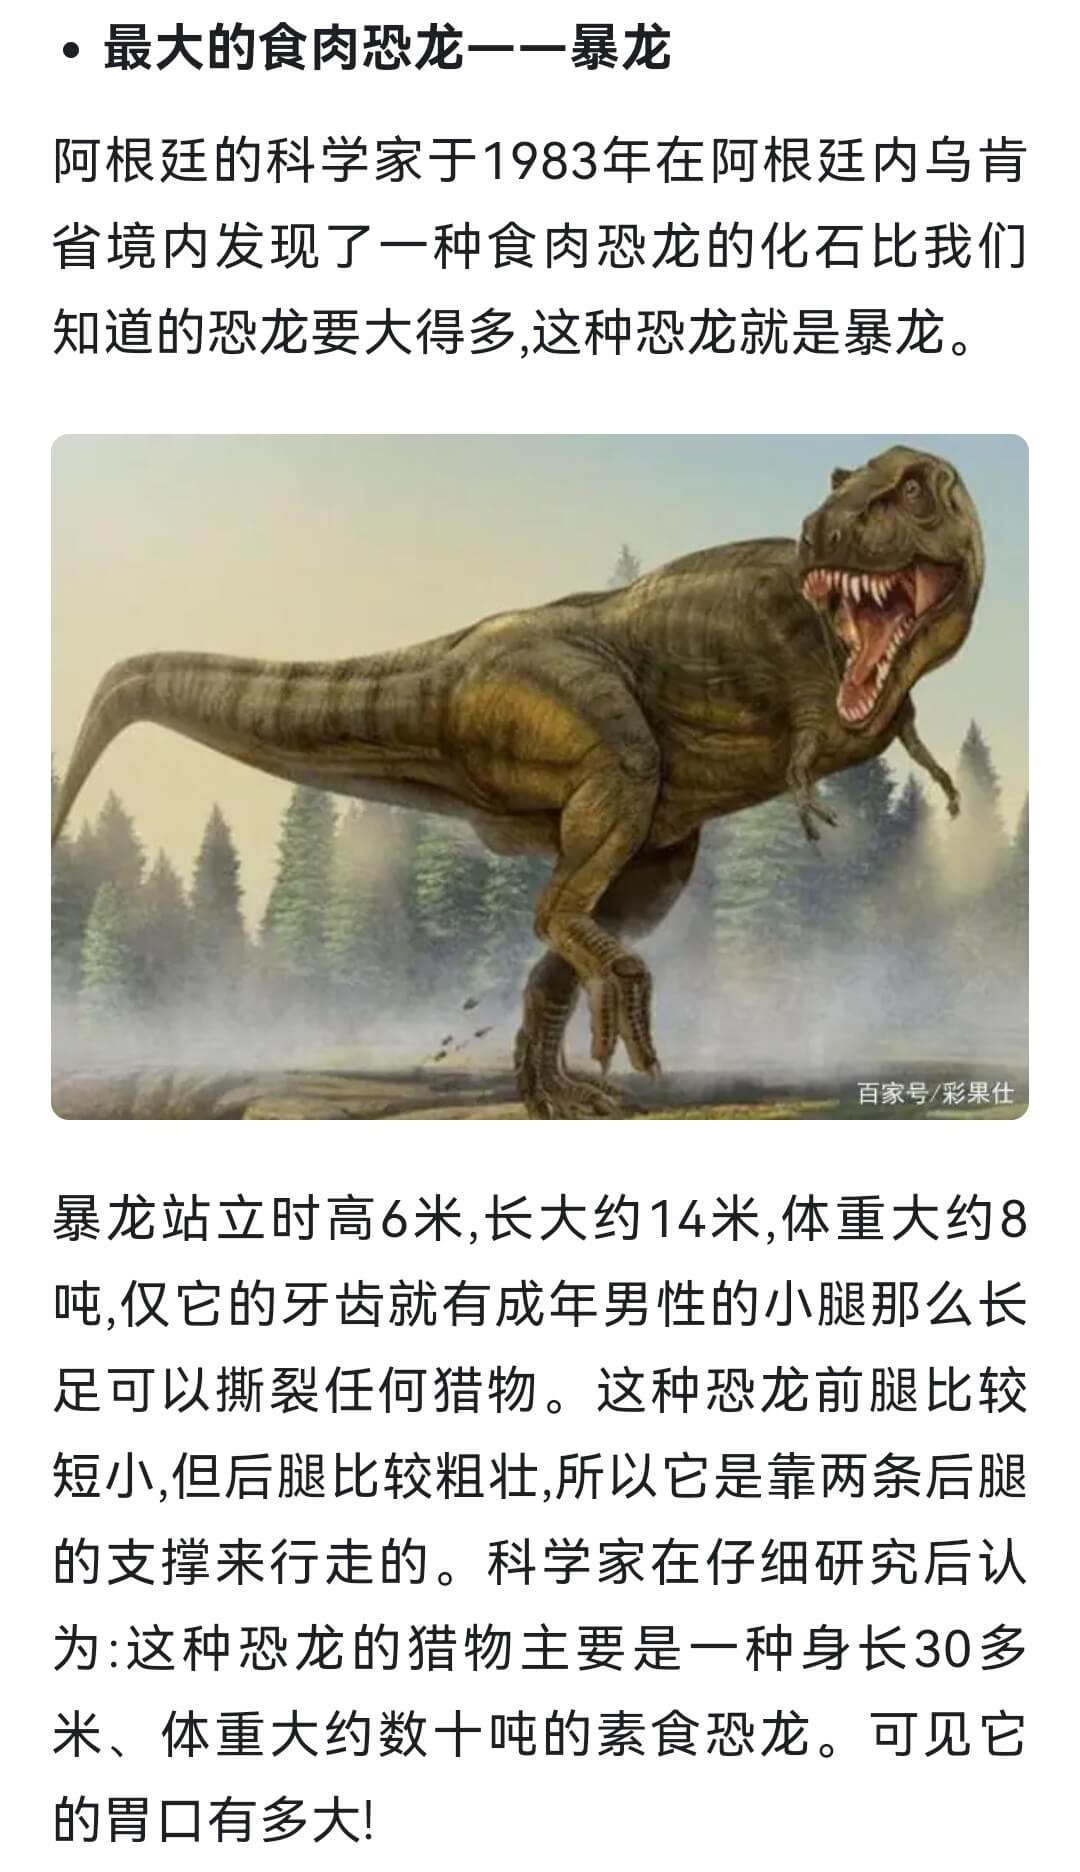 • 最大的食肉恐龙——暴龙
阿根廷的科学家于1983年在阿根廷内乌肯
省境内发现了一种食肉恐龙的化石比我们
知道的恐龙要大得多,这种恐龙就是暴龙。
百家号/彩果仕
暴龙站立时高6米,长大约14米,体重大约8
吨,仅它的牙齿就有成年男性的小腿那么长
足可以撕裂任何猎物。这种恐龙前腿比较
短小,但后腿比较粗壮,所以它是靠两条后腿
的支撑来行走的。科学家在仔细研究后认
为:这种恐龙的猎物主要是一种身长30多
米、体重大约数十吨的素食恐龙。可见它
的胃口有多大!